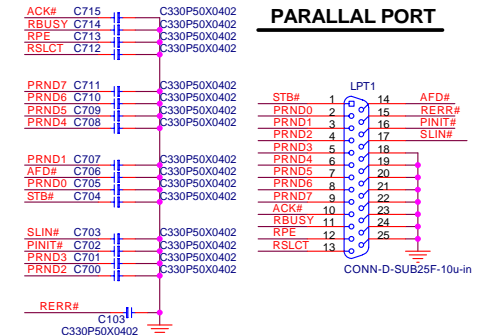 PARALLAL PORT
ACK# C715 C330P50X0402
RBUSY C714 C330P50X0402
RPE C713 C330P50X0402
RSLCT C712 C330P50X0402
PRND7 C711 C330P50X0402
PRND6 C710 C330P50X0402
PRND5 C709 C330P50X0402
PRND4 C708 C330P50X0402
PRND1 C707 C330P50X0402
AFD# C706 C330P50X0402
PRND0 C705 C330P50X0402
STB# C704 C330P50X0402
SLIN# C703 C330P50X0402
PINIT# C702 C330P50X0402
PRND3 C701 C330P50X0402
PRND2 C700 C330P50X0402
RERR#
C103
C330P50X0402
LPT1
STB# 1 14 AFD#
PRND0 2 15 RERR#
PRND1 3 16 PINIT#
PRND2 4 17 SLIN#
PRND3 5 18
PRND4 6 19
PRND5 7 20
PRND6 8 21
PRND7 9 22
ACK# 10 23
RBUSY 11 24
RPE 12 25
RSLCT 13
CONN-D-SUB25F-10u-in